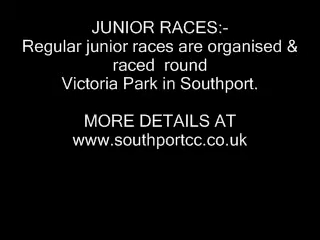 JUNIOR RACES:-
Regular junior races are organised &
raced  round
Victoria Park in Southport.
MORE DETAILS AT
www.southportcc.co.uk